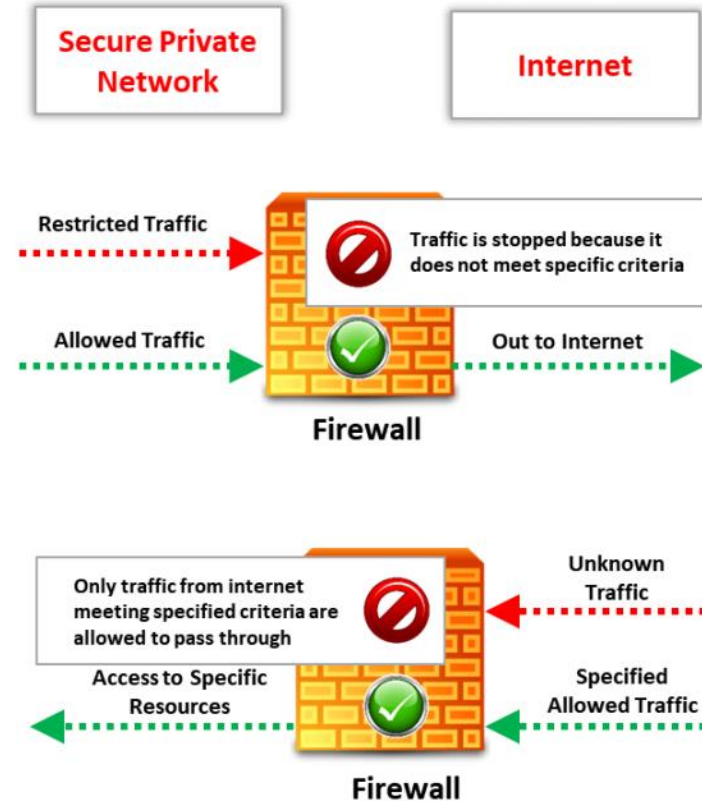 Secure Private
Network
Internet
Restricted Traffic
Traffic is stopped because it
does not meet specific criteria
Allowed Traffic
Out to Internet
Firewall
Only traffic from internet
meeting specified criteria are
allowed to pass through
Unknown
Traffic
Access to Specific
Resources
Specified
Allowed Traffic
Firewall